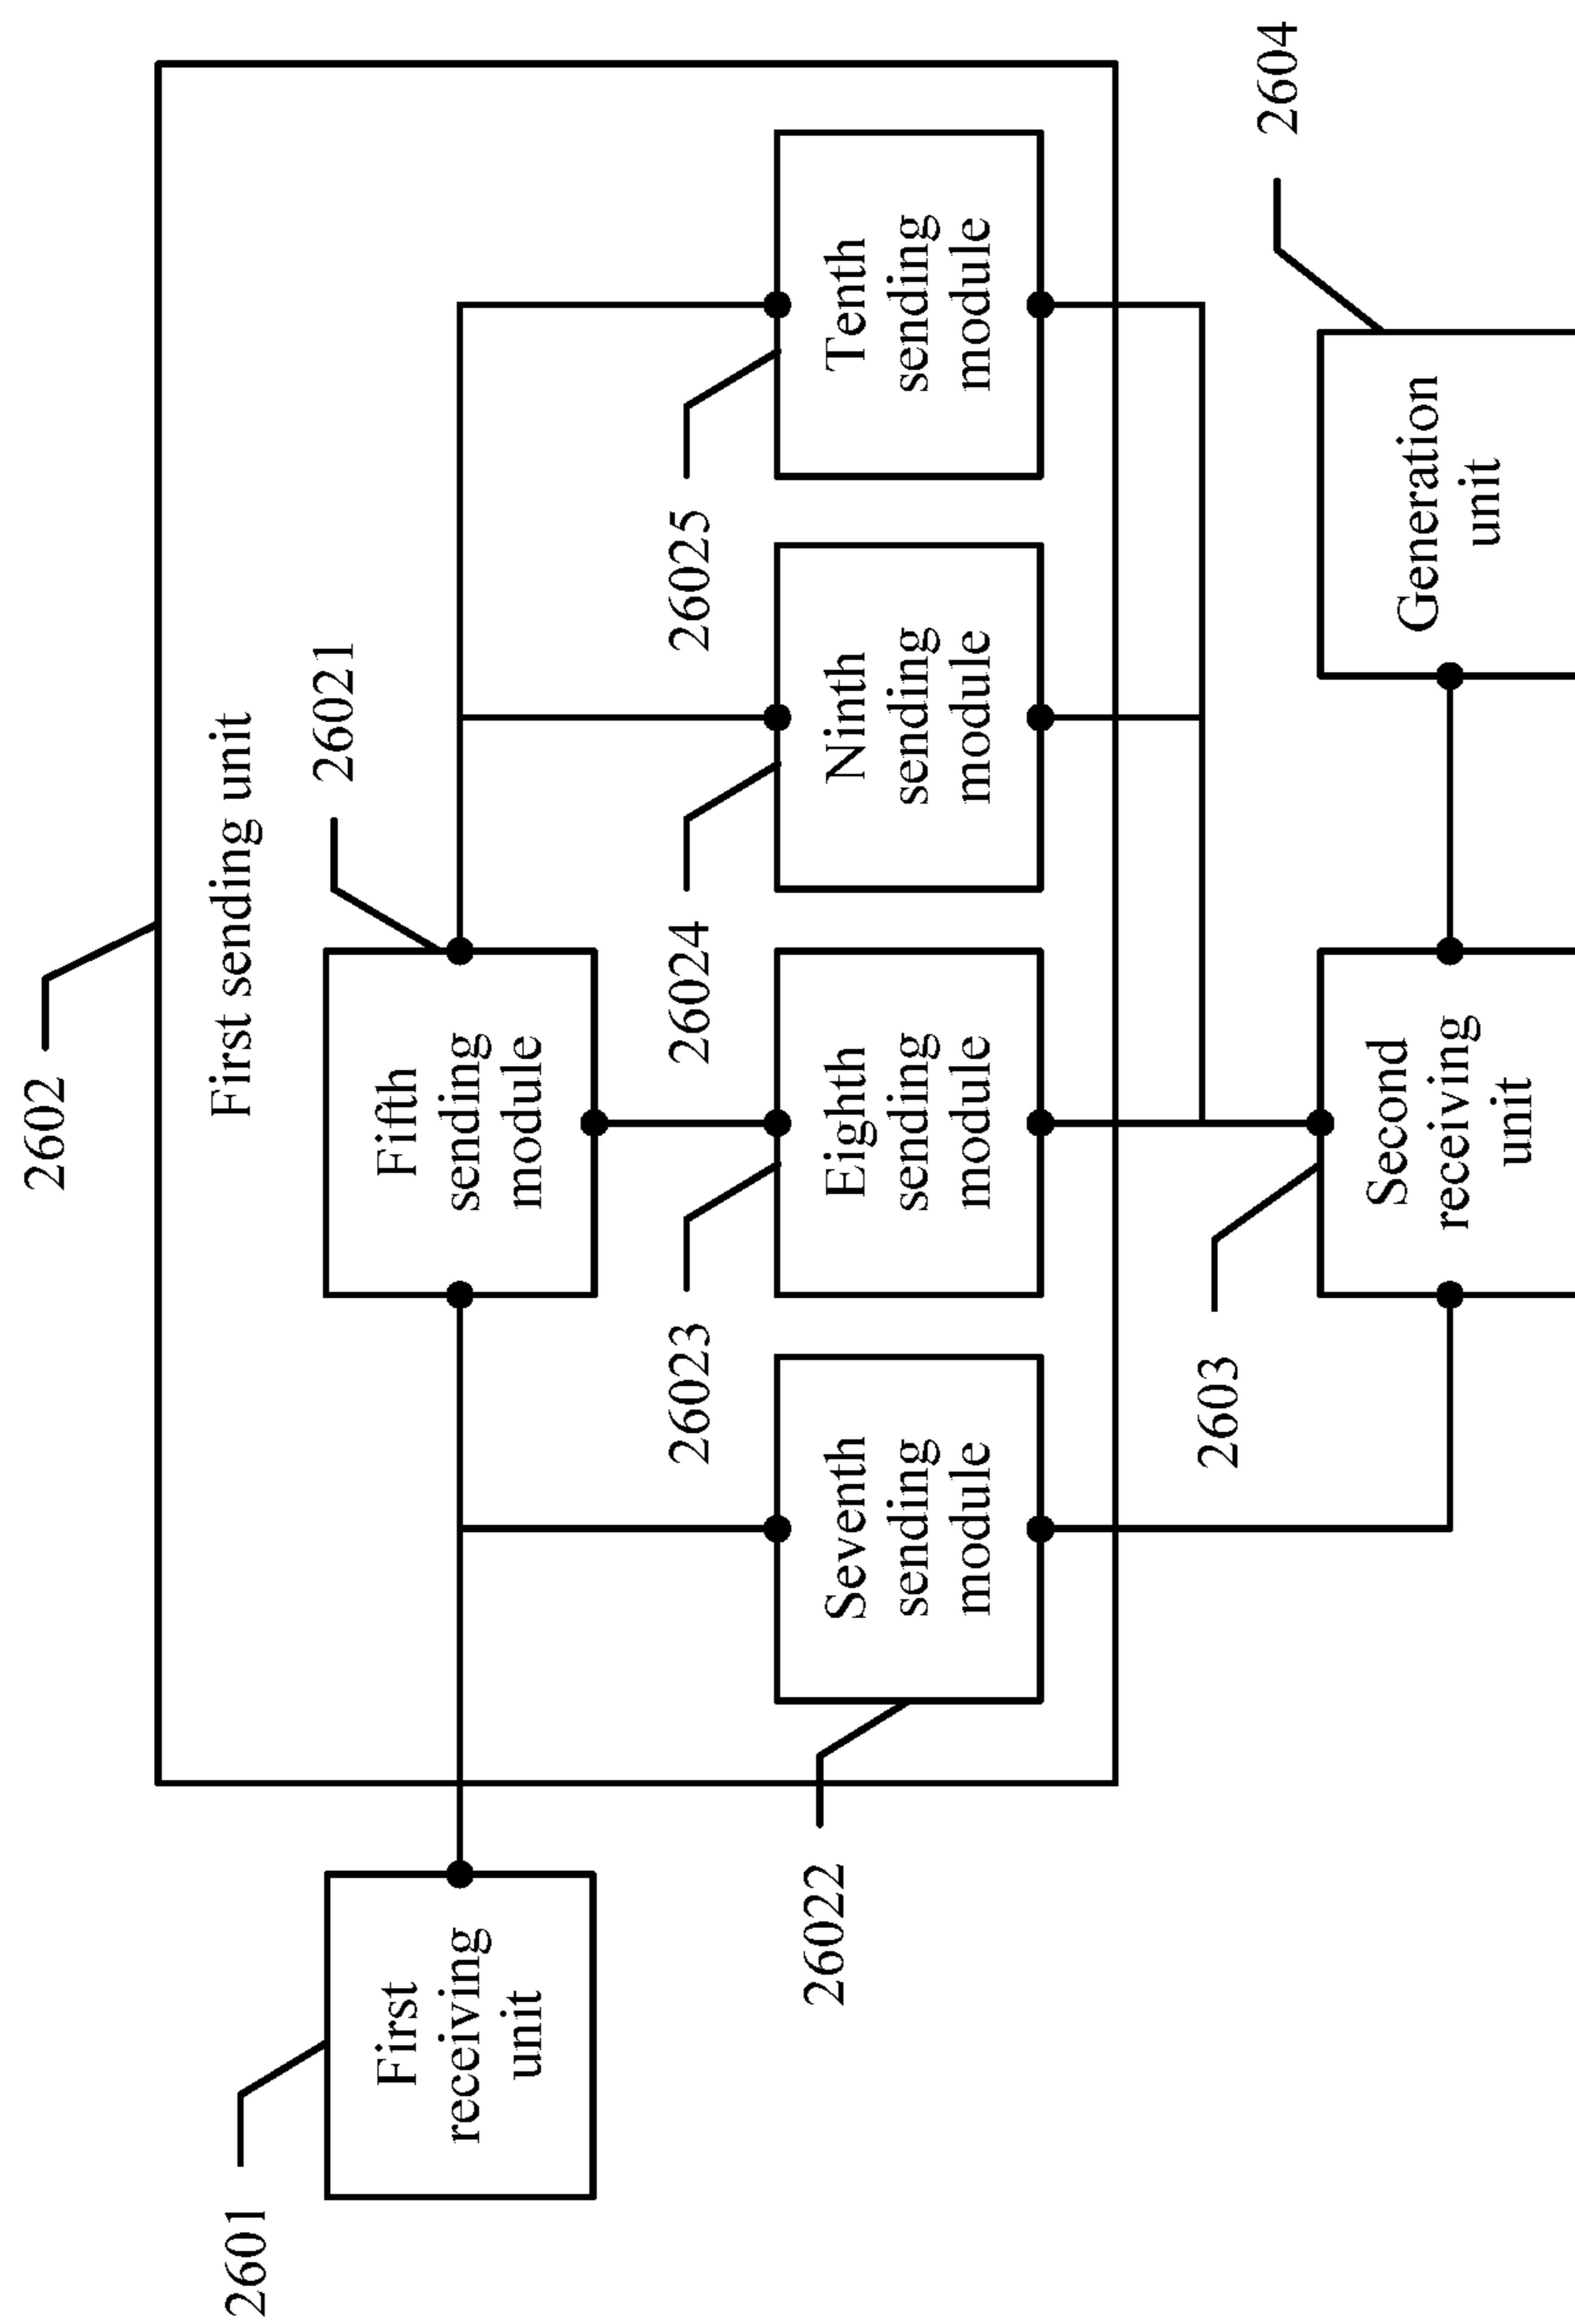 2602
First sending unit
2601
First
receiving
unit
26021
Fifth
sending
module
26022
Seventh
sending
module
26023
Eighth
sending
module
26024
Ninth
sending
module
26025
Tenth
sending
module
2603
Second
receiving
unit
2604
Generation
unit